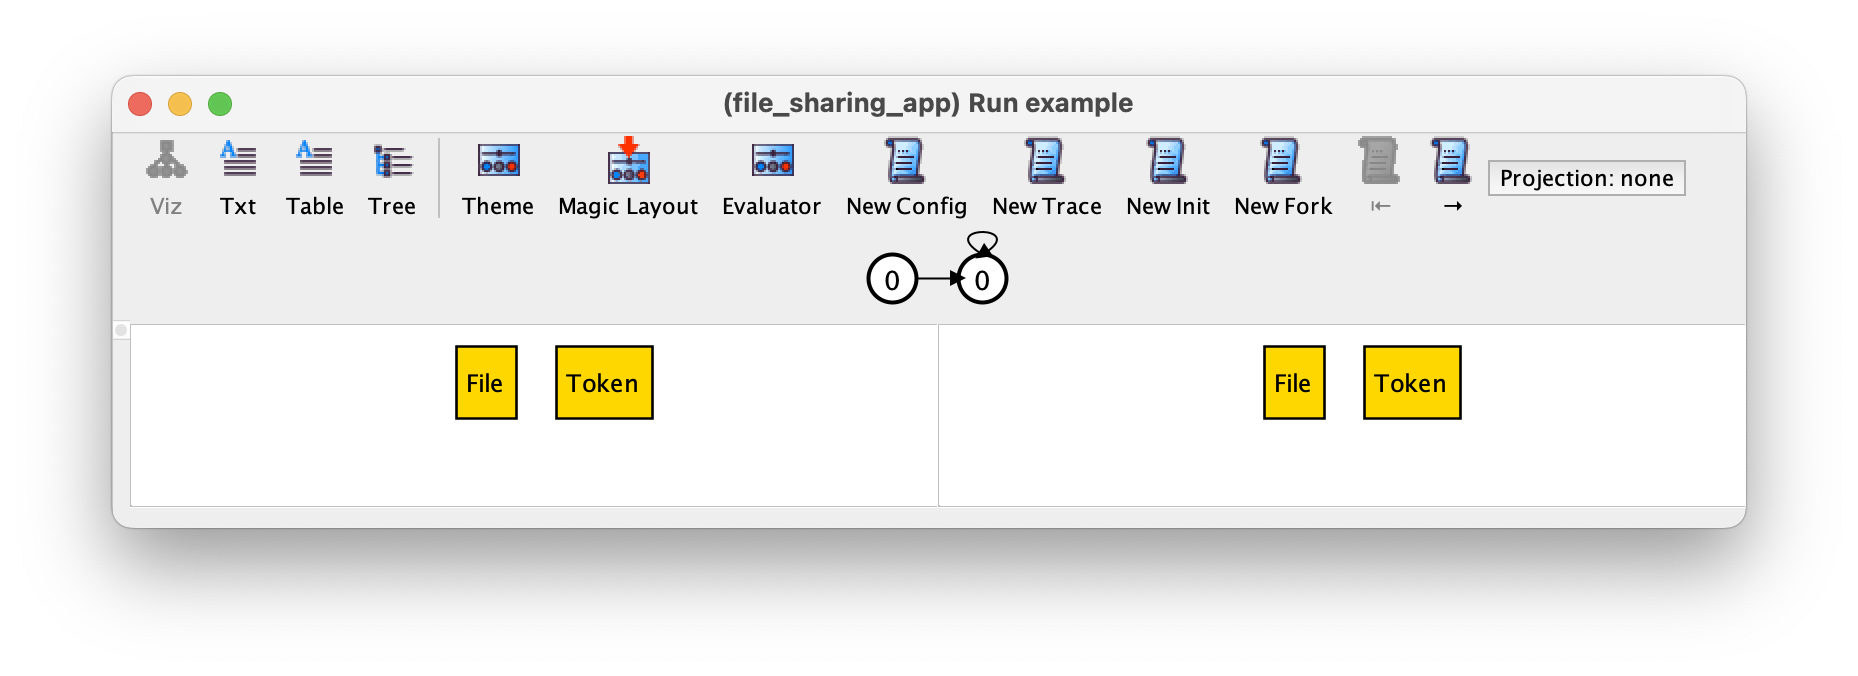 (file_sharing_app) Run example
Viz Txt Table Tree Theme Magic Layout Evaluator New Config New Trace New Init New Fork Projection: none
0 0
File Token File Token